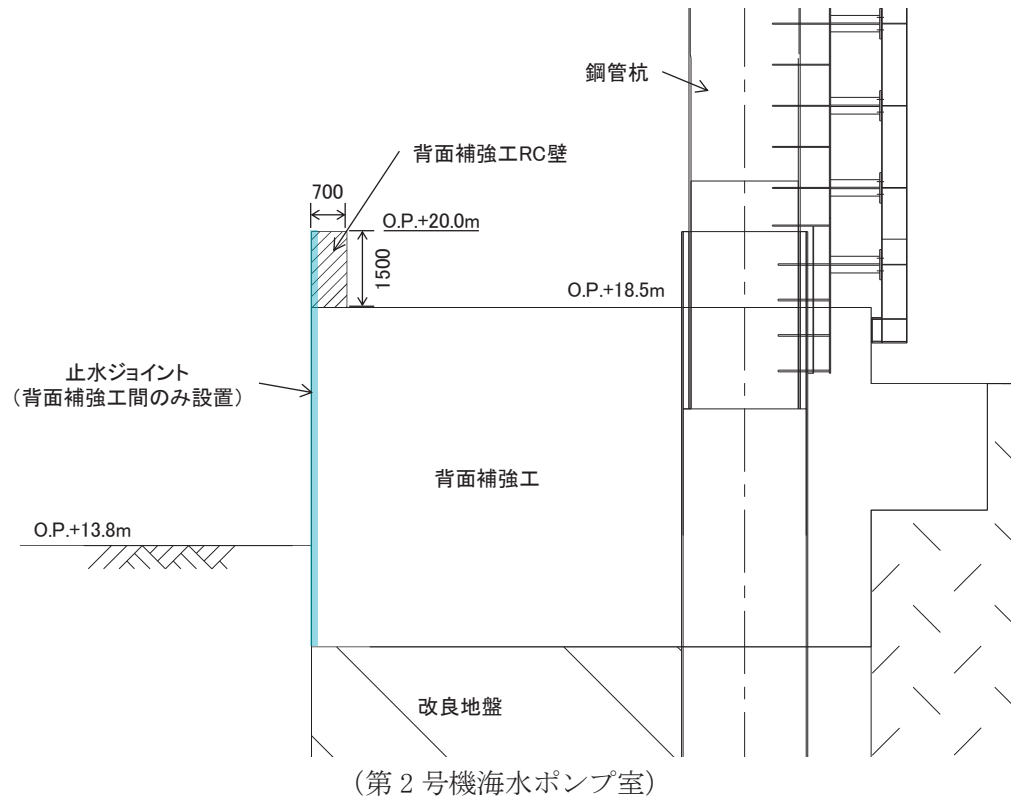 鋼管杭
背面補強工RC壁
700
O.P.+20.0m
1500
O.P.+18.5m
止水ジョイント
（背面補強工間のみ設置）
背面補強工
O.P.+13.8m
改良地盤
（第２号機海水ポンプ室）